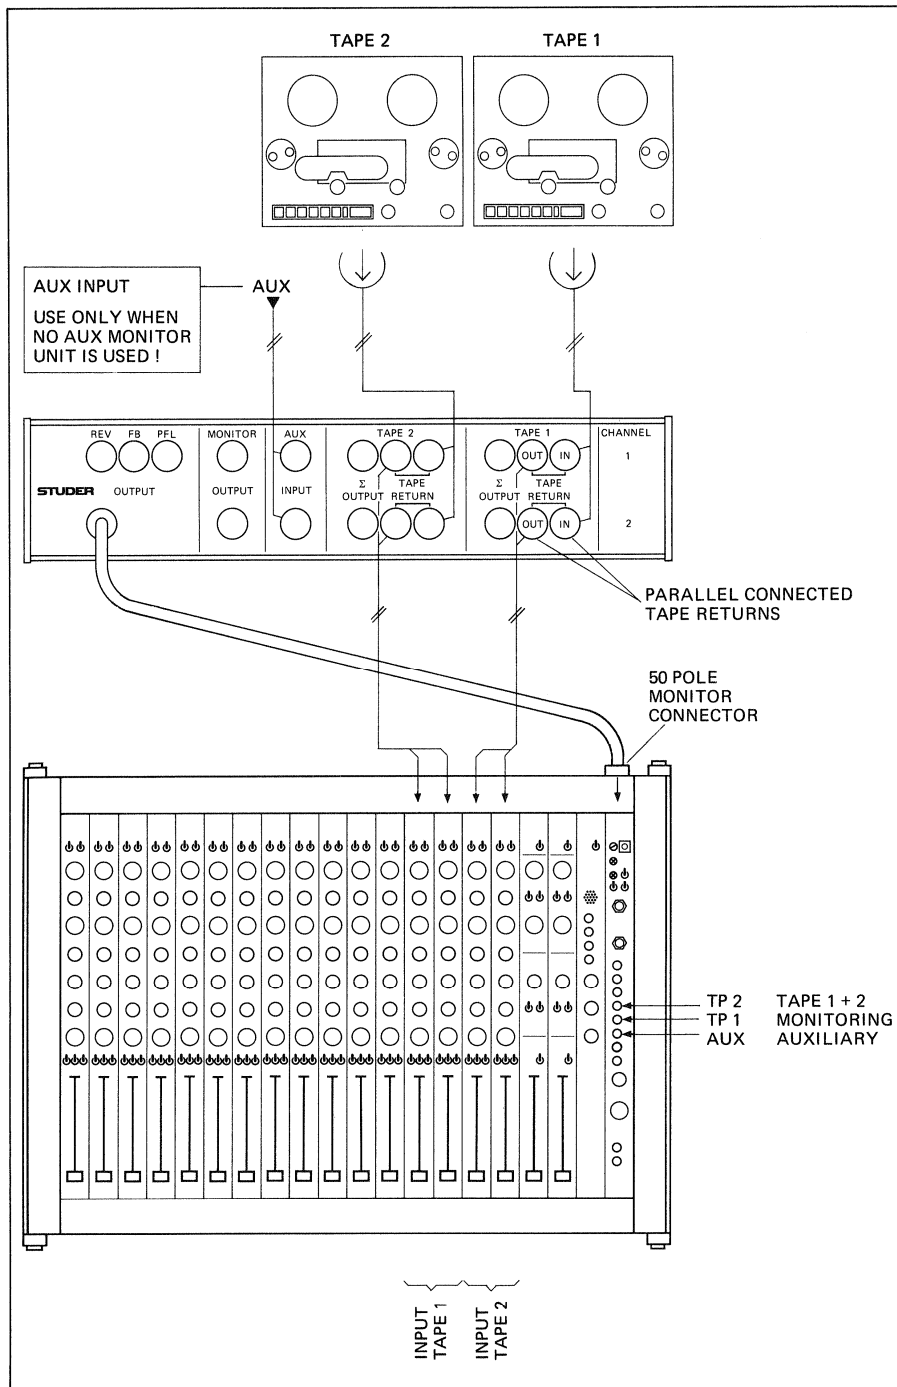 TAPE 2 TAPE 1
AUX INPUT
USE ONLY WHEN
NO AUX MONITOR
UNIT IS USED !
AUX
REV FB PFL MONITOR AUX TAPE 2 TAPE 1 CHANNEL
OUT IN 1
STUDER OUTPUT OUTPUT INPUT Σ OUTPUT TAPE RETURN Σ OUTPUT TAPE RETURN
OUT IN 2
PARALLEL CONNECTED
TAPE RETURNS
50 POLE
MONITOR
CONNECTOR
TP 2 TAPE 1 + 2
TP 1 MONITORING
AUX AUXILIARY
INPUT
TAPE 1
INPUT
TAPE 2